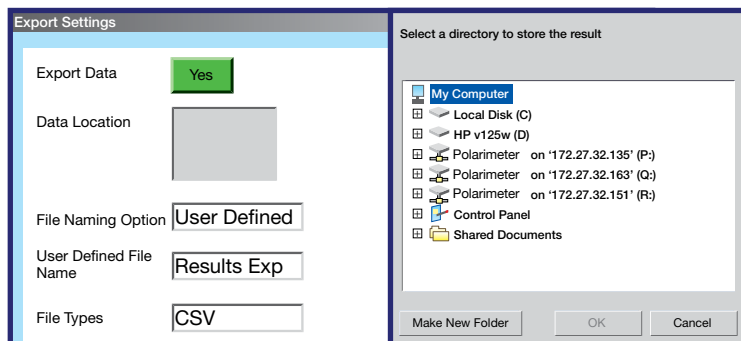 Export Settings
Export Data
Yes
Data Location
File Naming Option
User Defined
User Defined File
Name
Results Exp
File Types
CSV
Select a directory to store the result
My Computer
Local Disk (C)
HP v125w (D)
Polarimeter on ‘172.27.32.135’ (P:)
Polarimeter on ‘172.27.32.163’ (Q:)
Polarimeter on ‘172.27.32.151’ (R:)
Control Panel
Shared Documents
Make New Folder
OK
Cancel